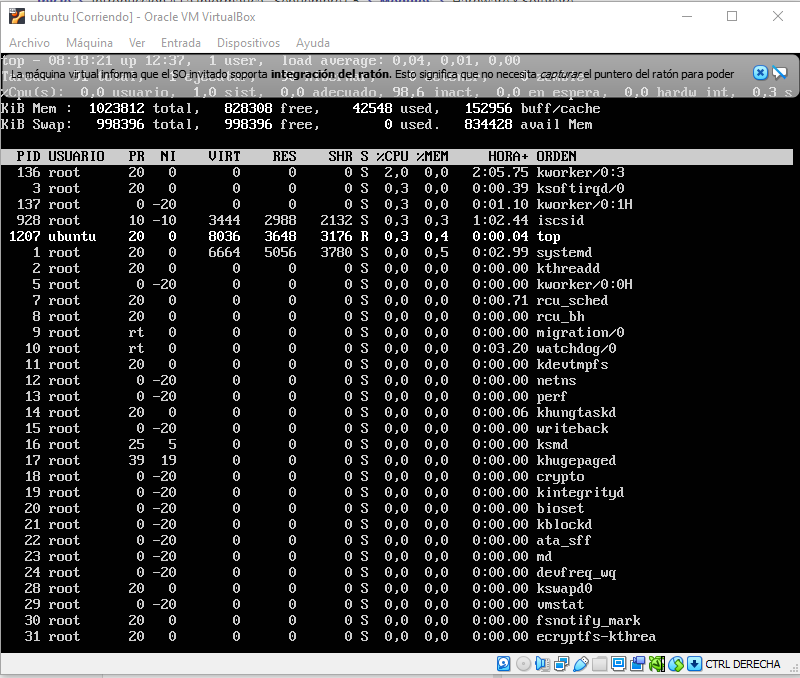 ubuntu [Corriendo] - Oracle VM VirtualBox
Archivo Máquina Ver Entrada Dispositivos Ayuda
top - 08:18:21 up 12:37, 1 user, load average: 0,04, 0,01, 0,00
La máquina virtual informa que el SO invitado soporta integración del ratón. Esto significa que no necesita capturar el puntero del ratón para poder
%Cpu(s): 0,0 usuario, 1,0 sist, 0,0 adecuado, 98,6 inact, 0,0 en espera, 0,0 hardw int, 0,3 s
KiB Mem : 1023812 total, 828308 free, 42548 used, 152956 buff/cache
KiB Swap: 998396 total, 998396 free, 0 used. 834428 avail Mem
PID USUARIO PR NI VIRT RES SHR S %CPU %MEM HORA+ ORDEN
136 root 20 0 0 0 0 S 2,0 0,0 2:05.75 kworker/0:3
3 root 20 0 0 0 0 S 0,3 0,0 0:00.39 ksoftirqd/0
137 root 0 -20 0 0 0 S 0,3 0,0 0:01.10 kworker/0:1H
928 root 10 -10 3444 2988 2132 S 0,3 0,3 1:02.44 iscsid
1207 ubuntu 20 0 8036 3648 3176 R 0,3 0,4 0:00.04 top
1 root 20 0 6664 5056 3780 S 0,0 0,5 0:02.99 systemd
2 root 20 0 0 0 0 S 0,0 0,0 0:00.00 kthreadd
5 root 0 -20 0 0 0 S 0,0 0,0 0:00.00 kworker/0:0H
7 root 20 0 0 0 0 S 0,0 0,0 0:00.71 rcu_sched
8 root 20 0 0 0 0 S 0,0 0,0 0:00.00 rcu_bh
9 root rt 0 0 0 0 S 0,0 0,0 0:00.00 migration/0
10 root rt 0 0 0 0 S 0,0 0,0 0:03.20 watchdog/0
11 root 20 0 0 0 0 S 0,0 0,0 0:00.00 kdevtmpfs
12 root 0 -20 0 0 0 S 0,0 0,0 0:00.00 netns
13 root 0 -20 0 0 0 S 0,0 0,0 0:00.00 perf
14 root 20 0 0 0 0 S 0,0 0,0 0:00.06 khungtaskd
15 root 0 -20 0 0 0 S 0,0 0,0 0:00.00 writeback
16 root 25 5 0 0 0 S 0,0 0,0 0:00.00 ksmd
17 root 39 19 0 0 0 S 0,0 0,0 0:00.00 khugepaged
18 root 0 -20 0 0 0 S 0,0 0,0 0:00.00 crypto
19 root 0 -20 0 0 0 S 0,0 0,0 0:00.00 kintegrityd
20 root 0 -20 0 0 0 S 0,0 0,0 0:00.00 bioset
21 root 0 -20 0 0 0 S 0,0 0,0 0:00.00 kblockd
22 root 0 -20 0 0 0 S 0,0 0,0 0:00.00 ata_sff
23 root 0 -20 0 0 0 S 0,0 0,0 0:00.00 md
24 root 0 -20 0 0 0 S 0,0 0,0 0:00.00 devfreq_wq
28 root 20 0 0 0 0 S 0,0 0,0 0:00.00 kswapd0
29 root 0 -20 0 0 0 S 0,0 0,0 0:00.00 vmstat
30 root 20 0 0 0 0 S 0,0 0,0 0:00.00 fsnotify_mark
31 root 20 0 0 0 0 S 0,0 0,0 0:00.00 ecryptfs-kthrea
CTRL DERECHA